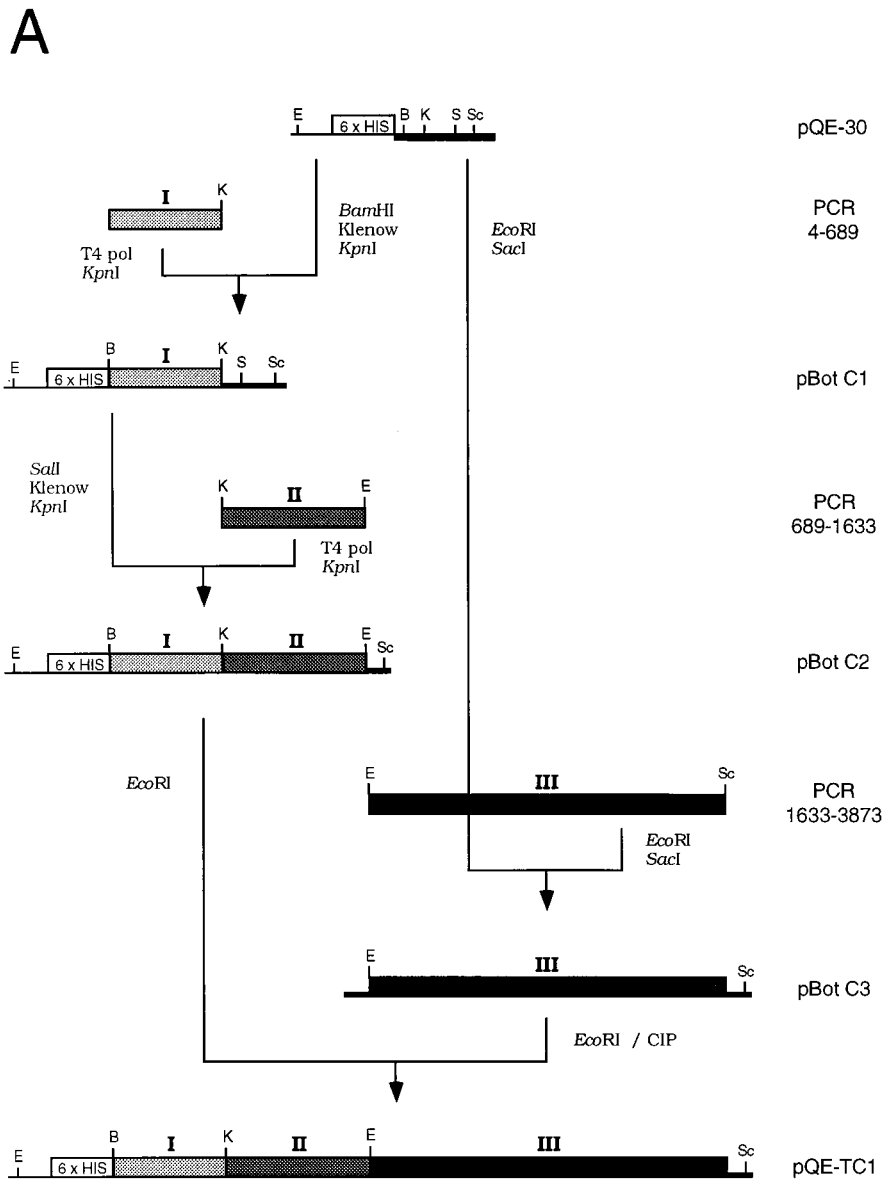 A
E
6 x HIS
B K S Sc
pQE-30
I
K
T4 pol
KpnI
BamHI
Klenow
KpnI
EcoRI
SacI
PCR
4-689
E
6 x HIS
B
I
K
S
Sc
pBot C1
SalI
Klenow
KpnI
K
II
E
T4 pol
KpnI
PCR
689-1633
E
6 x HIS
B
I
K
II
E
Sc
pBot C2
EcoRI
E
III
Sc
EcoRI
SacI
PCR
1633-3873
E
III
Sc
pBot C3
EcoRI / CIP
E
6 x HIS
B
I
K
II
E
III
Sc
pQE-TC1